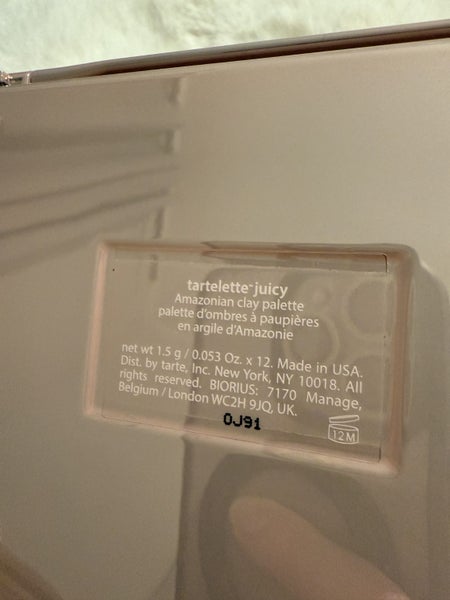 tartelette™ juicy
Amazonian clay palette
palette d'ombres à paupières
en argile d'Amazonie
net wt 1.5 g / 0.053 Oz. x 12. Made in USA.
Dist. by tarte, Inc. New York, NY 10018. All
rights reserved. BIORIUS: 7170 Manage,
Belgium / London WC2H 9JQ, UK.
0J91
12M